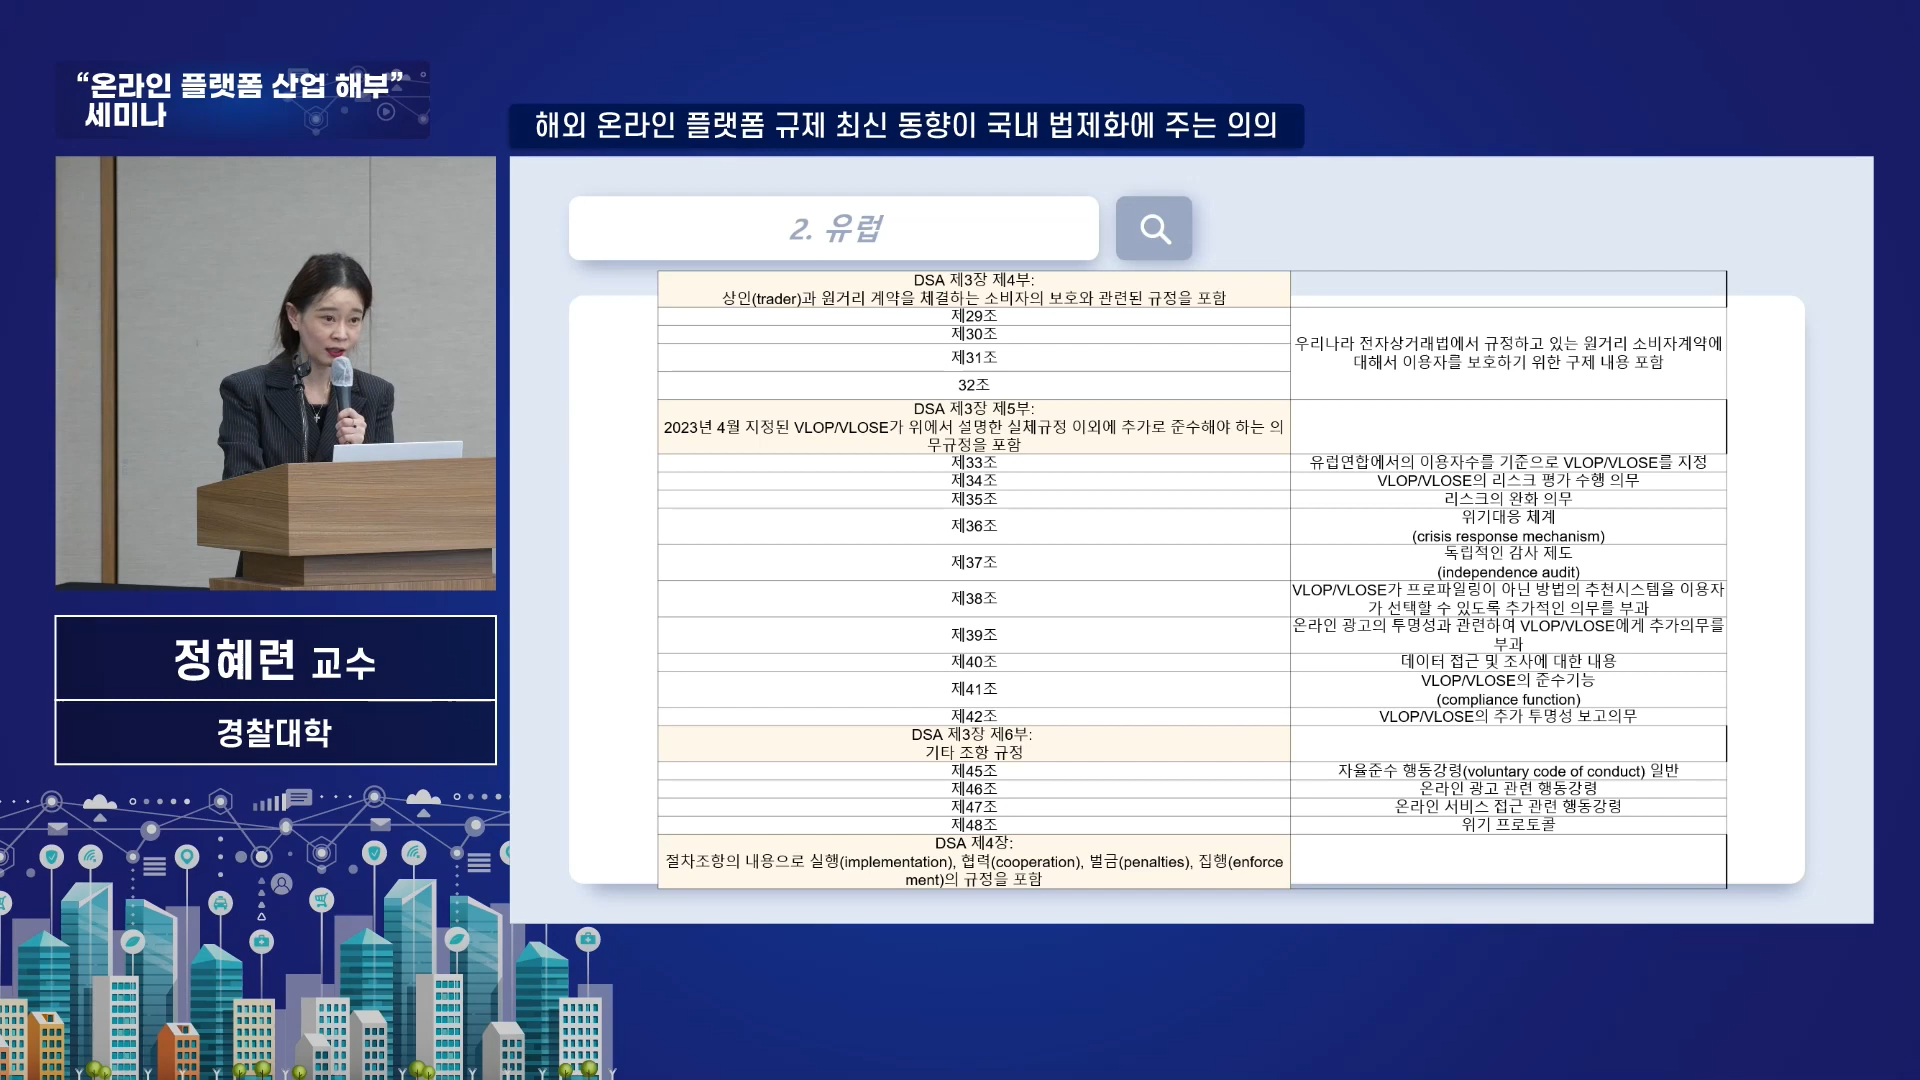 “온라인 플랫폼 산업 해부”
세미나
해외 온라인 플랫폼 규제 최신 동향이 국내 법제화에 주는 의의
2. 유럽
DSA 제3장 제4부:
상인(trader)과 원거리 계약을 체결하는 소비자의 보호와 관련된 규정을 포함
제29조
제30조
제31조
32조
우리나라 전자상거래법에서 규정하고 있는 원거리 소비자계약에
대해서 이용자를 보호하기 위한 구제 내용 포함
DSA 제3장 제5부:
2023년 4월 지정된 VLOP/VLOSE가 위에서 설명한 실체규정 이외에 추가로 준수해야 하는 의
무규정을 포함
제33조
유럽연합에서의 이용자수를 기준으로 VLOP/VLOSE를 지정
제34조
VLOP/VLOSE의 리스크 평가 수행 의무
제35조
리스크의 완화 의무
제36조
위기대응 체계
(crisis response mechanism)
제37조
독립적인 감사 제도
(independence audit)
제38조
VLOP/VLOSE가 프로파일링이 아닌 방법의 추천시스템을 이용자
가 선택할 수 있도록 추가적인 의무를 부과
제39조
온라인 광고의 투명성과 관련하여 VLOP/VLOSE에게 추가의무를
부과
제40조
데이터 접근 및 조사에 대한 내용
제41조
VLOP/VLOSE의 준수기능
(compliance function)
제42조
VLOP/VLOSE의 추가 투명성 보고의무
DSA 제3장 제6부:
기타 조항 규정
제45조
자율준수 행동강령(voluntary code of conduct) 일반
제46조
온라인 광고 관련 행동강령
제47조
온라인 서비스 접근 관련 행동강령
제48조
위기 프로토콜
DSA 제4장:
절차조항의 내용으로 실행(implementation), 협력(cooperation), 벌금(penalties), 집행(enforce
ment)의 규정을 포함
정혜련 교수
경찰대학